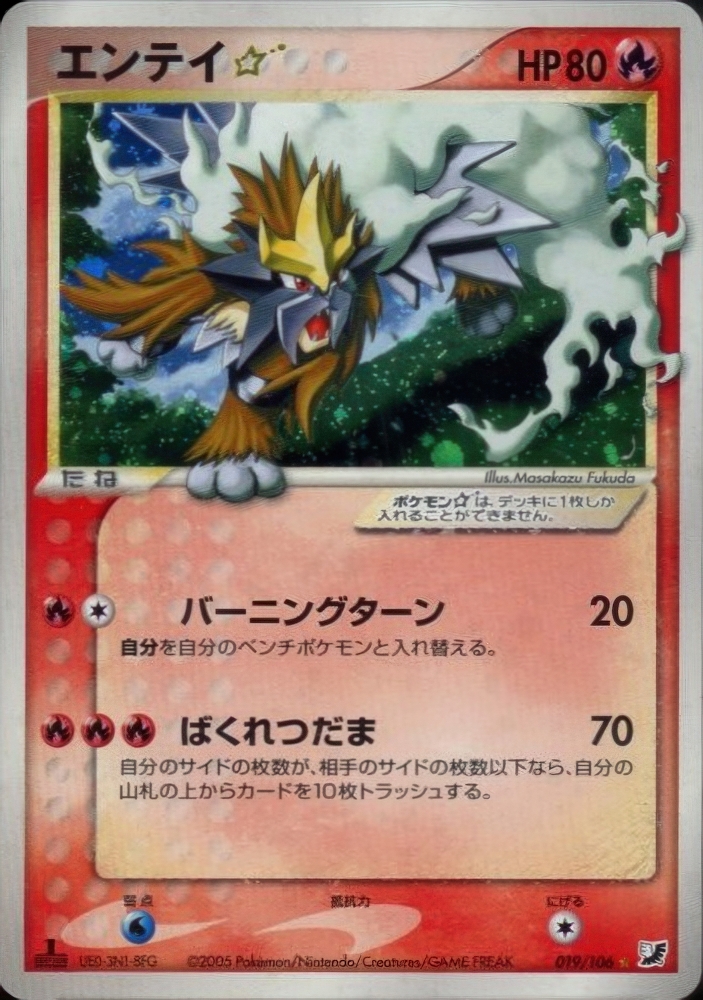 エンテイ☆ HP80
たね
Illus. Masakazu Fukuda
ポケモン☆は、デッキに1枚しか
入れることができません。
バーニングターン 20
自分を自分のベンチポケモンと入れ替える。
ばくれつだま 70
自分のサイドの枚数が、相手のサイドの枚数以下なら、自分の
山札の上からカードを10枚トラッシュする。
弱点 抵抗力 にげる
1
EDITION
©2005 Pokémon/Nintendo/Creatures/GAME FREAK 019/106 ★